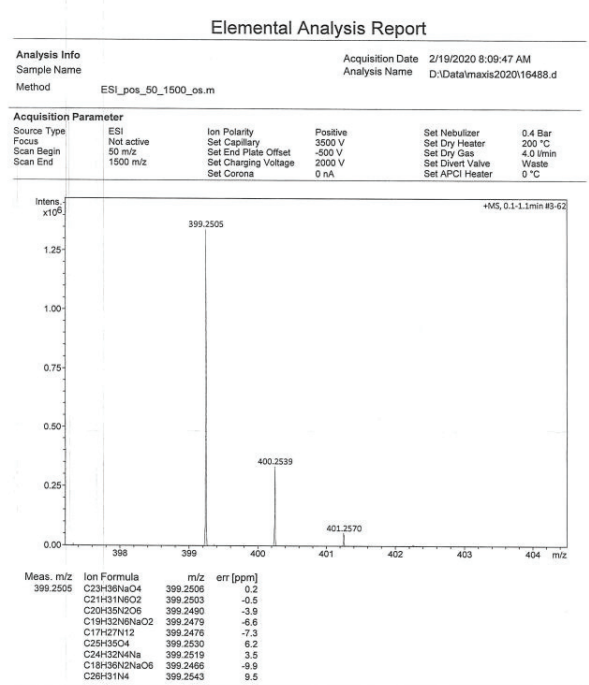 Elemental Analysis Report
Analysis Info
Acquisition Date 2/19/2020 8:09:47 AM
Sample Name
Analysis Name D:\Data\maxis2020\16488.d
Method ESI_pos_50_1500_os.m
Acquisition Parameter
Source Type ESI Ion Polarity Positive Set Nebulizer 0.4 Bar
Focus Not active Set Capillary 3500 V Set Dry Heater 200 °C
Scan Begin 50 m/z Set End Plate Offset -500 V Set Dry Gas 4.0 l/min
Scan End 1500 m/z Set Charging Voltage 2000 V Set Divert Valve Waste
Set Corona 0 nA Set APCI Heater 0 °C
Intens.
x106
+MS, 0.1-1.1min #3-62
399.2505
1.25
1.00
0.75
0.50
400.2539
0.25
401.2570
0.00
398 399 400 401 402 403 404 m/z
Meas. m/z Ion Formula m/z err [ppm]
399.2505 C23H36NaO4 399.2506 0.2
C21H31N6O2 399.2503 -0.5
C20H35N2O6 399.2490 -3.9
C19H32N6NaO2 399.2479 -6.6
C17H27N12 399.2476 -7.3
C25H35O4 399.2530 6.2
C24H32N4Na 399.2519 3.5
C18H36N2NaO6 399.2466 -9.9
C26H31N4 399.2543 9.5